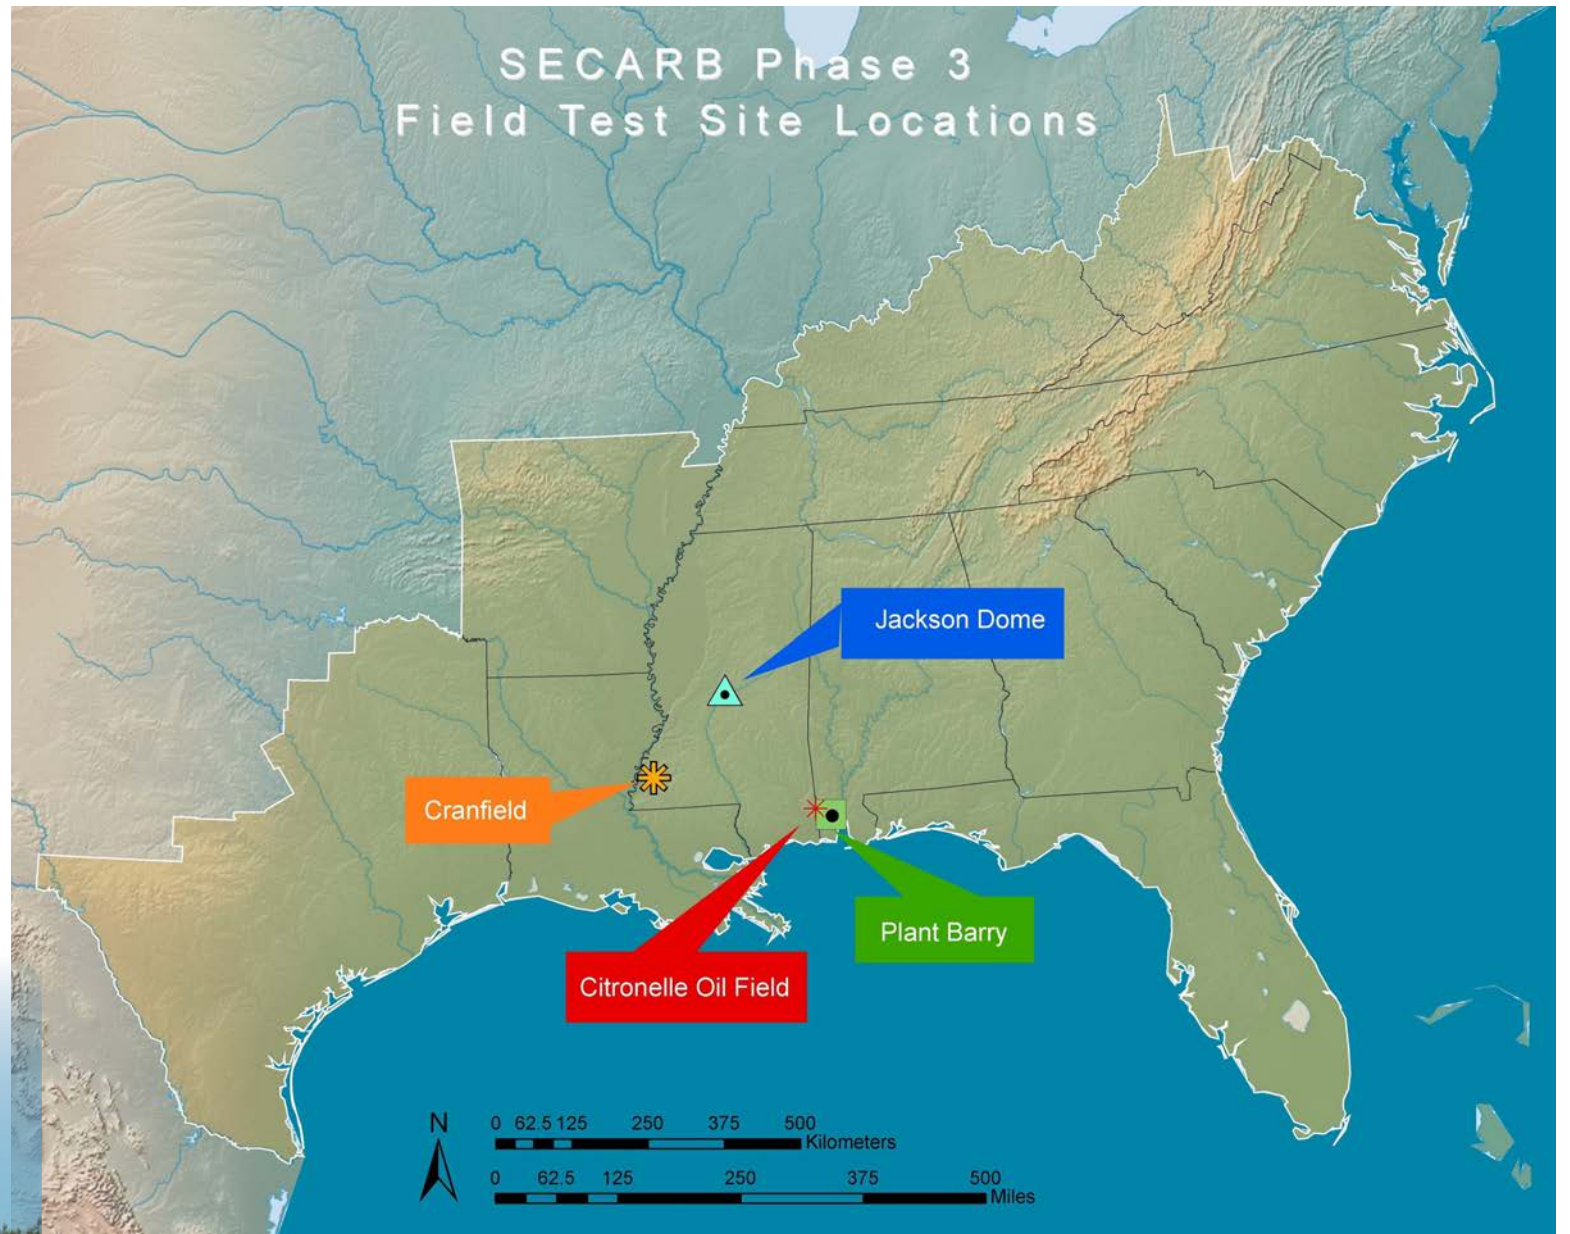 SECARB Phase 3
Field Test Site Locations
Jackson Dome
Cranfield
Plant Barry
Citronelle Oil Field
N
0 62.5 125 250 375 500
Kilometers
0 62.5 125 250 375 500
Miles